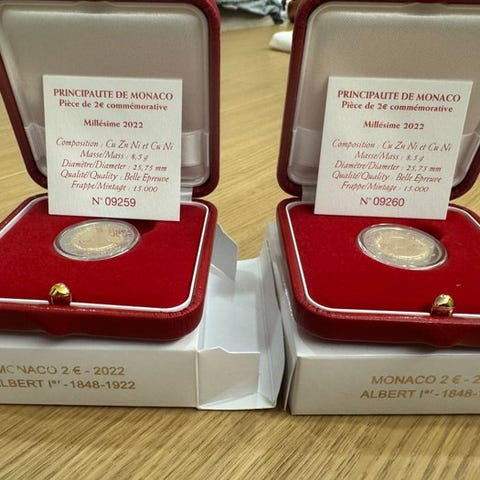 PRINCIPAUTE DE MONACO
Pièce de 2€ commémorative
Millésime 2022
Composition : Cu Zu Ni et Cu Ni
Masse/Mass : 8,5 g
Diamètre/Diameter : 25,75 mm
Qualité/Quality : Belle Epreuve
Frappe/Mintage : 15.000
N° 09259
MONACO 2 € - 2022
ALBERT Iᵉʳ - 1848-1922
PRINCIPAUTE DE MONACO
Pièce de 2€ commémorative
Millésime 2022
Composition : Cu Zu Ni et Cu Ni
Masse/Mass : 8,5 g
Diamètre/Diameter : 25,75 mm
Qualité/Quality : Belle Epreuve
Frappe/Mintage : 15.000
N° 09260
MONACO 2 € - 2
ALBERT Iᵉʳ - 1848-1